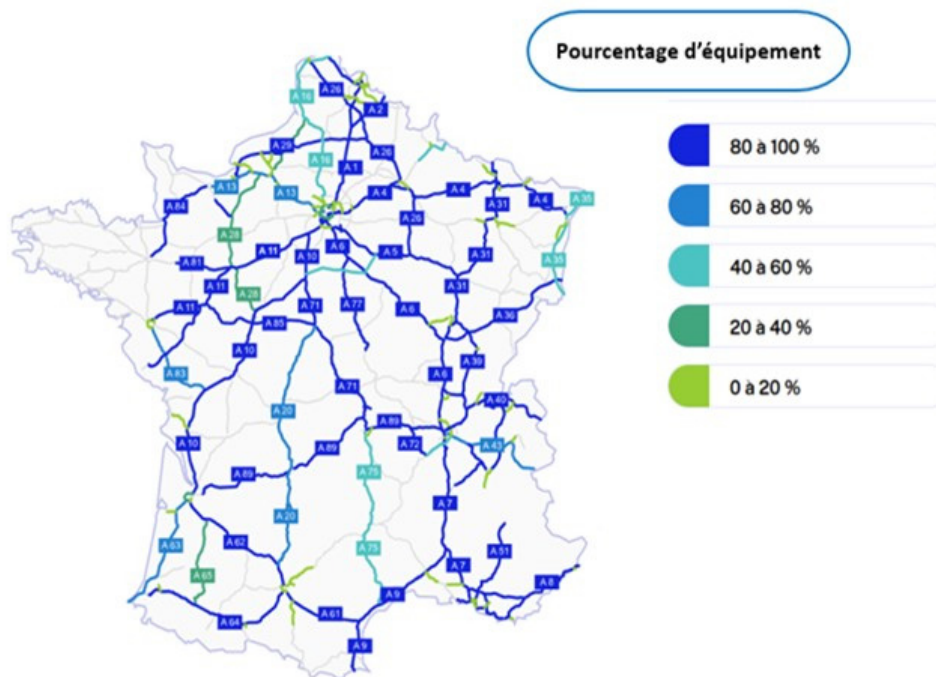 Pourcentage d'équipement
80 à 100 %
60 à 80 %
40 à 60 %
20 à 40 %
0 à 20 %
A 16
A 26
A 2
A 29
A 26
A 16
A 1
A 13
A 13
A 4
A 4
A 4
A 35
A 84
A 31
A 26
A 28
A 11
A 10
A 6
A 5
A 31
A 35
A 81
A 11
A 28
A 31
A 11
A 71
A 77
A 6
A 36
A 85
A 10
A 39
A 83
A 6
A 71
A 40
A 20
A 89
A 10
A 72
A 43
A 89
A 75
A 89
A 7
A 20
A 63
A 62
A 75
A 51
A 7
A 65
A 8
A 9
A 64
A 61
A 9